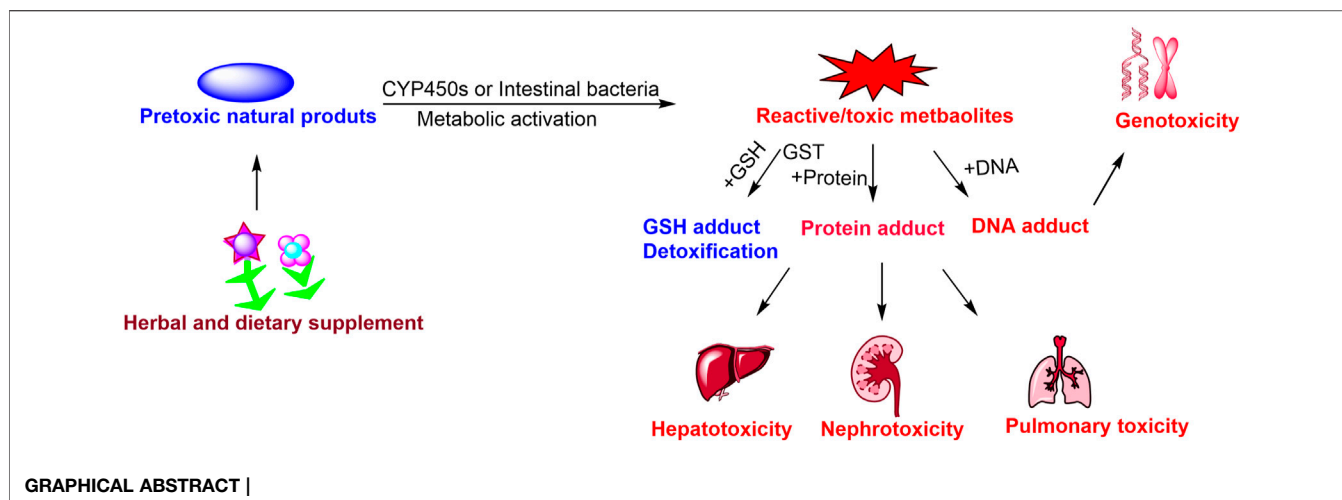 CYP450s or Intestinal bacteria
Pretoxic natural produts
Metabolic activation
Reactive/toxic metbaolites
Genotoxicity
+GSH
GST
+Protein
+DNA
GSH adduct
Detoxification
Protein adduct
DNA adduct
Herbal and dietary supplement
Hepatotoxicity
Nephrotoxicity
Pulmonary toxicity
GRAPHICAL ABSTRACT |